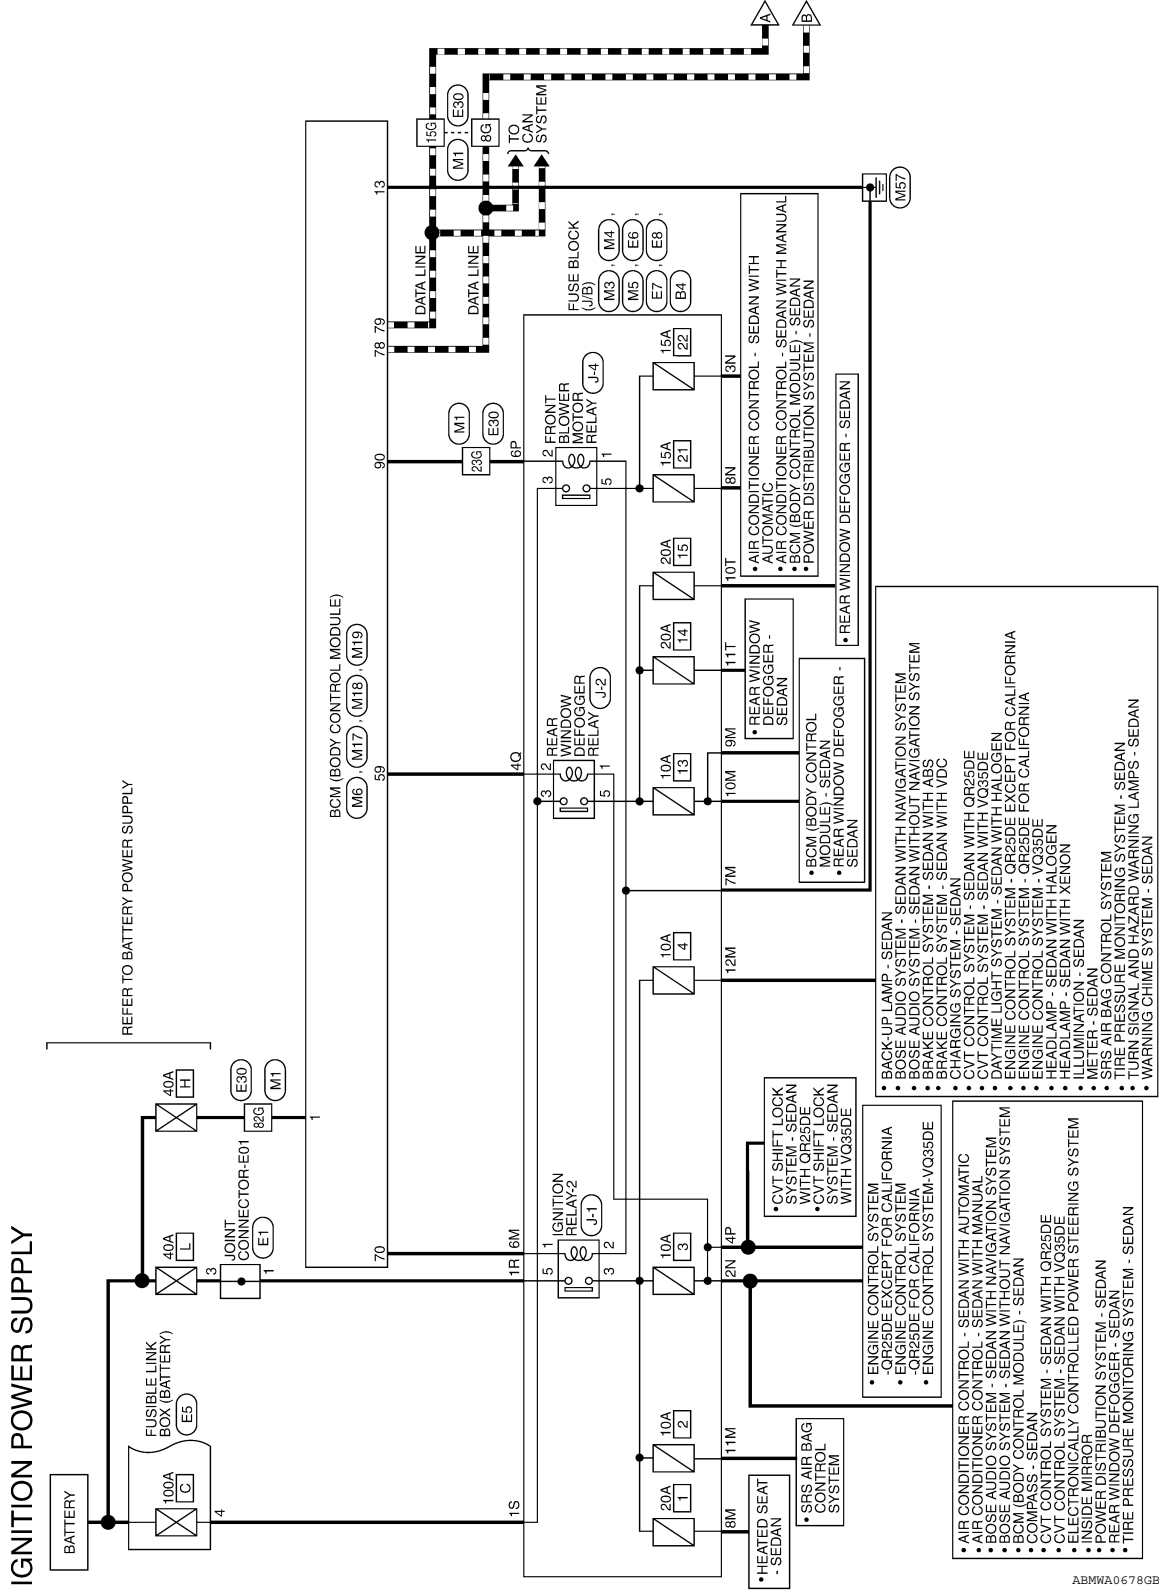 IGNITION POWER SUPPLY
BATTERY
REFER TO BATTERY POWER SUPPLY
FUSIBLE LINK
BOX (BATTERY)
E5
100A
C
4
40A
L
40A
H
3
JOINT
CONNECTOR-E01
E1
1
82G
E30
M1
1
BCM (BODY CONTROL MODULE)
M6 , M17 , M18 , M19
70
59
90
78
79
13
DATA LINE
DATA LINE
15G
8G
M1
E30
TO
CAN
SYSTEM
A
B
M1
E30
23G
1S
1R
6M
4Q
6P
FUSE BLOCK
(J/B)
M3 , M4 ,
M5 , E6 ,
E7 , E8 ,
B4
IGNITION
RELAY-2
J-1
5
1
3
2
REAR
WINDOW
DEFOGGER
RELAY
J-2
3
2
5
1
FRONT
BLOWER
MOTOR
RELAY
J-4
3
2
5
1
20A
1
10A
2
10A
3
10A
4
10A
13
20A
14
20A
15
15A
21
15A
22
8M
11M
2N
4P
12M
7M
10M
9M
11T
10T
8N
3N
M57
• HEATED SEAT
- SEDAN
• SRS AIR BAG
CONTROL
SYSTEM
• ENGINE CONTROL SYSTEM
-QR25DE EXCEPT FOR CALIFORNIA
• ENGINE CONTROL SYSTEM
-QR25DE FOR CALIFORNIA
• ENGINE CONTROL SYSTEM-VQ35DE
• CVT SHIFT LOCK
SYSTEM - SEDAN
WITH QR25DE
• CVT SHIFT LOCK
SYSTEM - SEDAN
WITH VQ35DE
• BCM (BODY CONTROL
MODULE) - SEDAN
• REAR WINDOW DEFOGGER -
SEDAN
• REAR WINDOW
DEFOGGER -
SEDAN
• REAR WINDOW DEFOGGER - SEDAN
• AIR CONDITIONER CONTROL - SEDAN WITH
AUTOMATIC
• AIR CONDITIONER CONTROL - SEDAN WITH MANUAL
• BCM (BODY CONTROL MODULE) - SEDAN
• POWER DISTRIBUTION SYSTEM - SEDAN
• AIR CONDITIONER CONTROL - SEDAN WITH AUTOMATIC
• AIR CONDITIONER CONTROL - SEDAN WITH MANUAL
• BOSE AUDIO SYSTEM - SEDAN WITH NAVIGATION SYSTEM
• BOSE AUDIO SYSTEM - SEDAN WITHOUT NAVIGATION SYSTEM
• BCM (BODY CONTROL MODULE) - SEDAN
• COMPASS - SEDAN
• CVT CONTROL SYSTEM - SEDAN WITH QR25DE
• CVT CONTROL SYSTEM - SEDAN WITH VQ35DE
• ELECTRONICALLY CONTROLLED POWER STEERING SYSTEM
• INSIDE MIRROR
• POWER DISTRIBUTION SYSTEM - SEDAN
• REAR WINDOW DEFOGGER - SEDAN
• TIRE PRESSURE MONITORING SYSTEM - SEDAN
• BACK-UP LAMP - SEDAN
• BOSE AUDIO SYSTEM - SEDAN WITH NAVIGATION SYSTEM
• BOSE AUDIO SYSTEM - SEDAN WITHOUT NAVIGATION SYSTEM
• BRAKE CONTROL SYSTEM - SEDAN WITH ABS
• BRAKE CONTROL SYSTEM - SEDAN WITH VDC
• CHARGING SYSTEM - SEDAN
• CVT CONTROL SYSTEM - SEDAN WITH QR25DE
• CVT CONTROL SYSTEM - SEDAN WITH VQ35DE
• DAYTIME LIGHT SYSTEM - SEDAN WITH HALOGEN
• ENGINE CONTROL SYSTEM - QR25DE EXCEPT FOR CALIFORNIA
• ENGINE CONTROL SYSTEM - QR25DE FOR CALIFORNIA
• ENGINE CONTROL SYSTEM - VQ35DE
• HEADLAMP - SEDAN WITH HALOGEN
• HEADLAMP - SEDAN WITH XENON
• ILLUMINATION - SEDAN
• METER - SEDAN
• SRS AIR BAG CONTROL SYSTEM
• TIRE PRESSURE MONITORING SYSTEM - SEDAN
• TURN SIGNAL AND HAZARD WARNING LAMPS - SEDAN
• WARNING CHIME SYSTEM - SEDAN
ABMWA0678GB